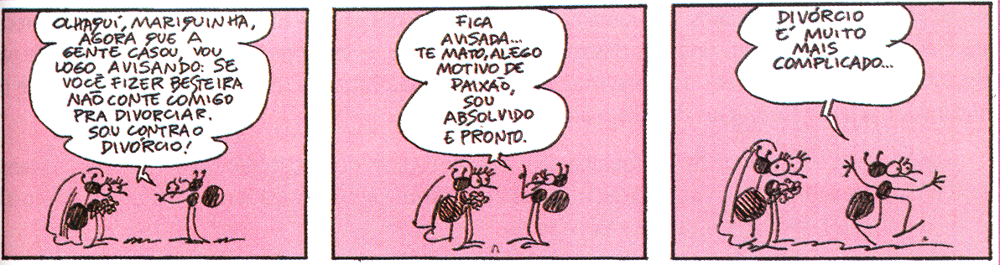 OLHAQUÍ, MARIQUINHA,
AGORA QUE A
GENTE CASOU, VOU
LOGO AVISANDO: SE
VOCÊ FIZER BESTEIRA
NÃO CONTE COMIGO
PRA DIVORCIAR.
SOU CONTRA O
DIVÓRCIO!
FICA
AVISADA...
TE MATO, ALEGO
MOTIVO DE
PAIXÃO,
SOU
ABSOLVIDO
E PRONTO.
DIVÓRCIO
É MUITO
MAIS
COMPLICADO...